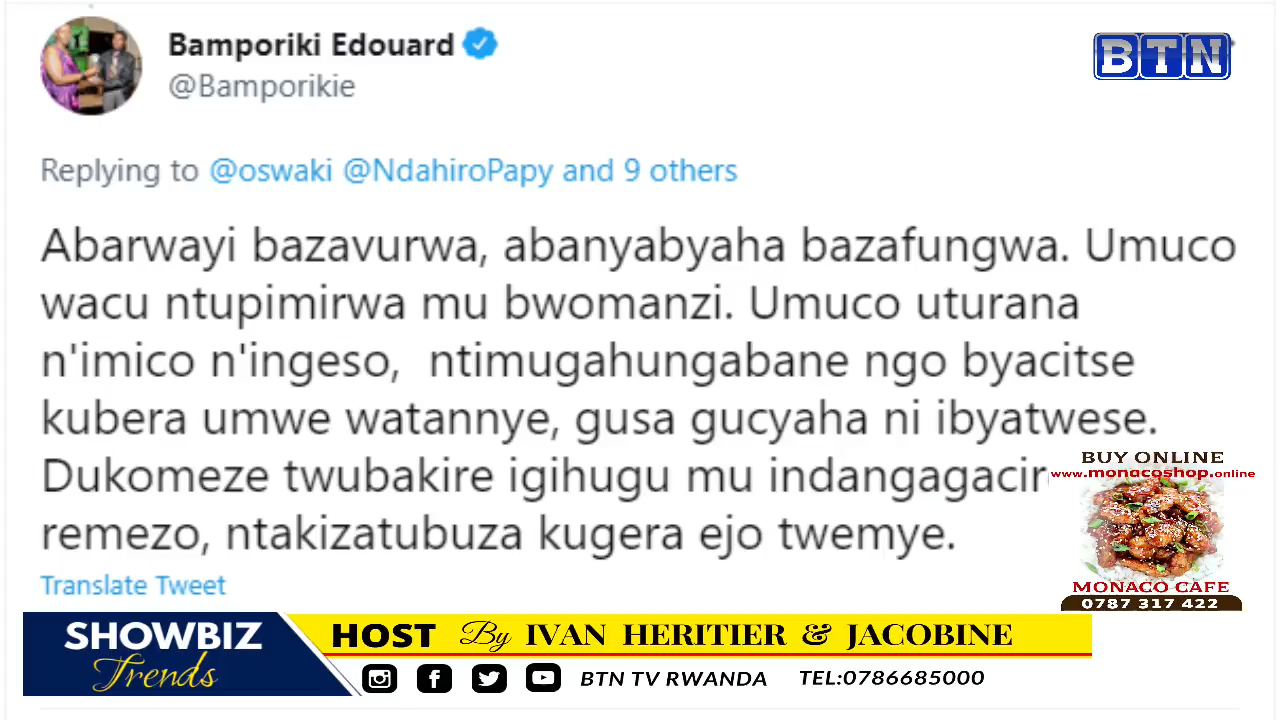 Bamporiki Edouard
@Bamporikie
BTN
Replying to @oswaki @NdahiroPapy and 9 others
Abarwayi bazavurwa, abanyabyaha bazafungwa. Umuco
wacu ntupimirwa mu bwomanzi. Umuco uturana
n'imico n'ingeso, ntimugahungabane ngo byacitse
kubera umwe watannye, gusa gucyaha ni ibyatwese.
Dukomeze twubakire igihugu mu
remezo, ntakizatubuza kugera ejo twemye.
Translate Tweet
BUY ONLINE
www.monacoshop.online
MONACO CAFE
0787 317 422
SHOWBIZ
Trends
HOST By IVAN HERITIER & JACOBINE
BTN TV RWANDA TEL:0786685000